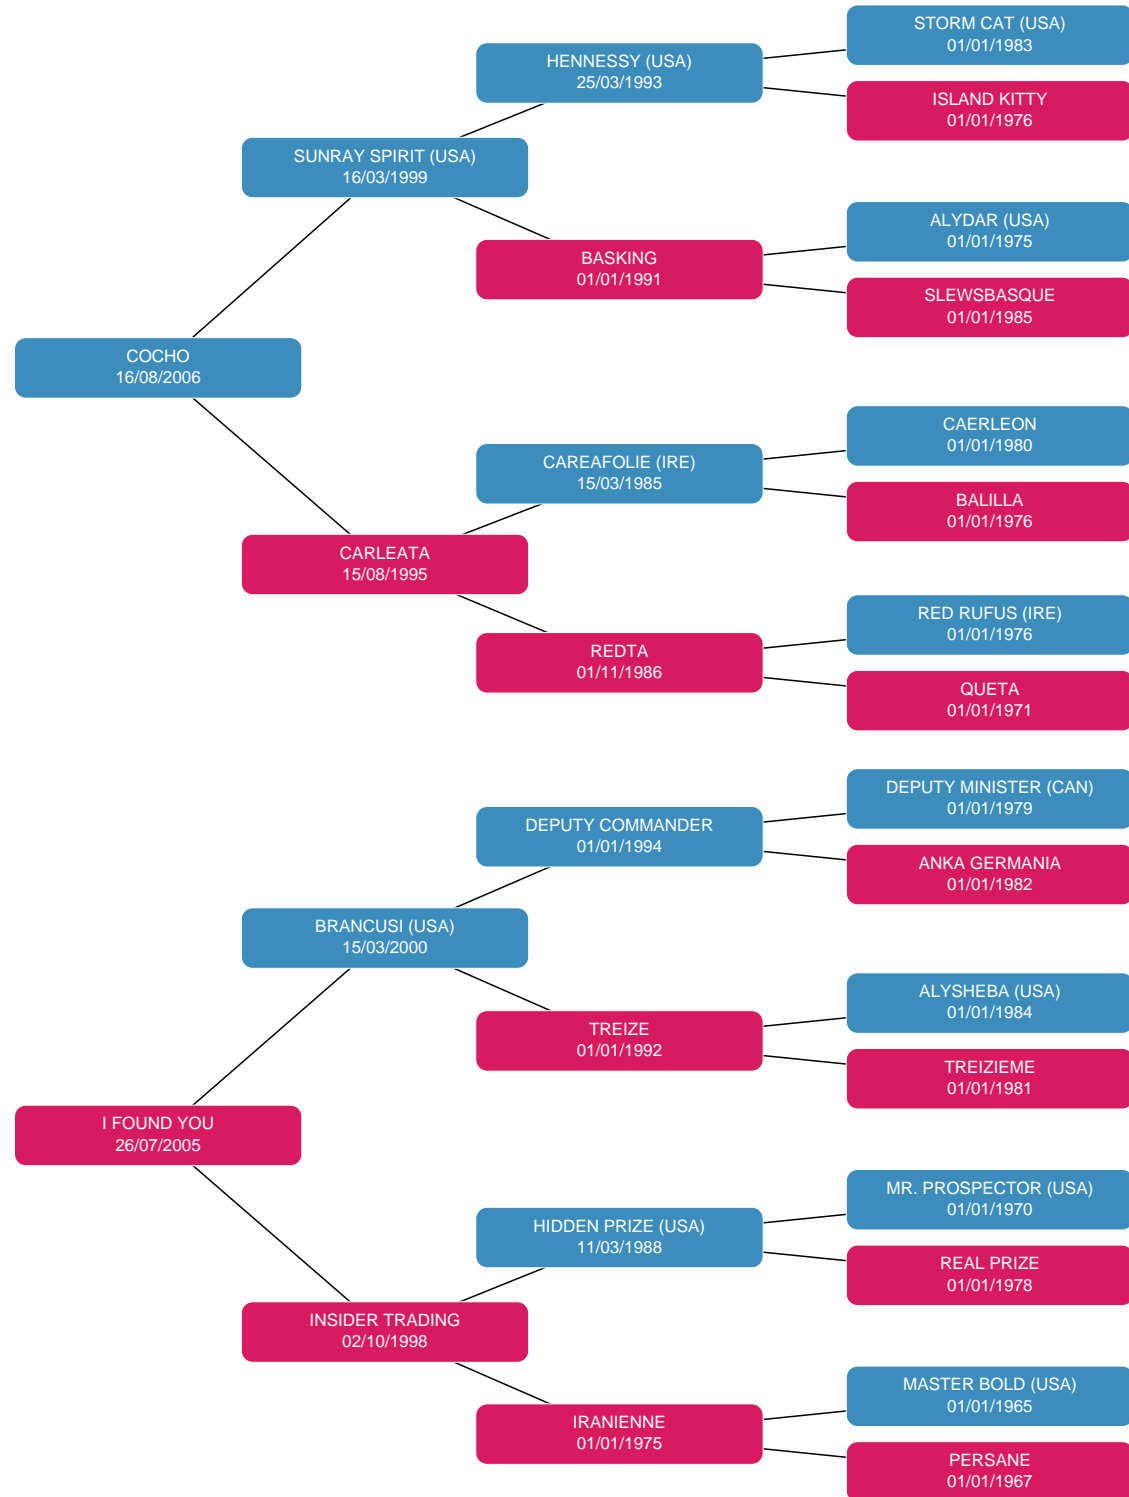 STORM CAT (USA)
01/01/1983
HENNESSY (USA)
25/03/1993
ISLAND KITTY
01/01/1976
SUNRAY SPIRIT (USA)
16/03/1999
ALYDAR (USA)
01/01/1975
BASKING
01/01/1991
SLEWSBASQUE
01/01/1985
COCHO
16/08/2006
CAERLEON
01/01/1980
CAREAFOLIE (IRE)
15/03/1985
BALILLA
01/01/1976
CARLEATA
15/08/1995
RED RUFUS (IRE)
01/01/1976
REDTA
01/11/1986
QUETA
01/01/1971
DEPUTY MINISTER (CAN)
01/01/1979
DEPUTY COMMANDER
01/01/1994
ANKA GERMANIA
01/01/1982
BRANCUSI (USA)
15/03/2000
ALYSHEBA (USA)
01/01/1984
TREIZE
01/01/1992
TREIZIEME
01/01/1981
I FOUND YOU
26/07/2005
MR. PROSPECTOR (USA)
01/01/1970
HIDDEN PRIZE (USA)
11/03/1988
REAL PRIZE
01/01/1978
INSIDER TRADING
02/10/1998
MASTER BOLD (USA)
01/01/1965
IRANIENNE
01/01/1975
PERSANE
01/01/1967